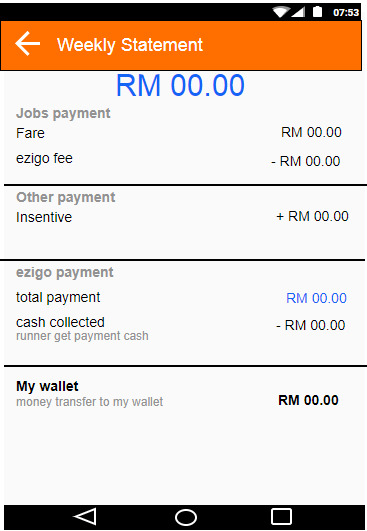 07:53
Weekly Statement
RM 00.00
Jobs payment
Fare RM 00.00
ezigo fee - RM 00.00
Other payment
Insentive + RM 00.00
ezigo payment
total payment RM 00.00
cash collected - RM 00.00
runner get payment cash
My wallet
money transfer to my wallet RM 00.00